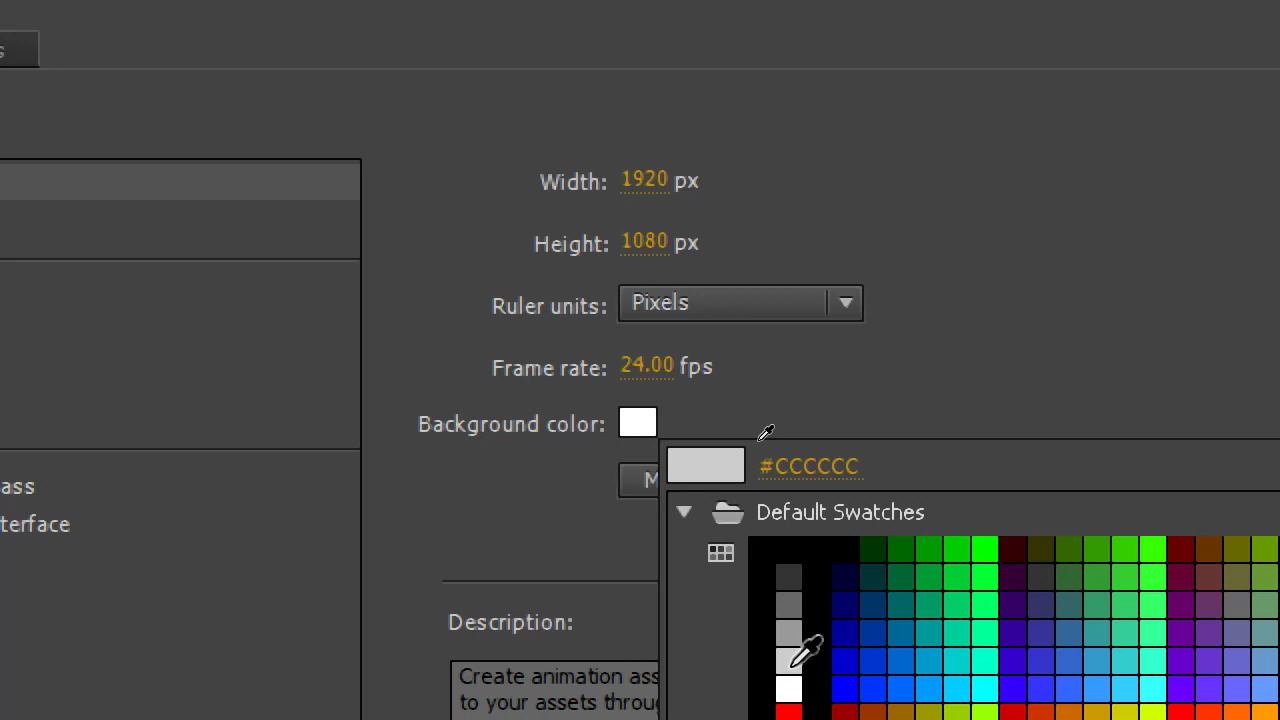 s
Width: 1920 px
Height: 1080 px
Ruler units: Pixels
Frame rate: 24.00 fps
Background color:
#CCCCCC
M
Default Swatches
ass
terface
Description:
Create animation ass
to your assets throu